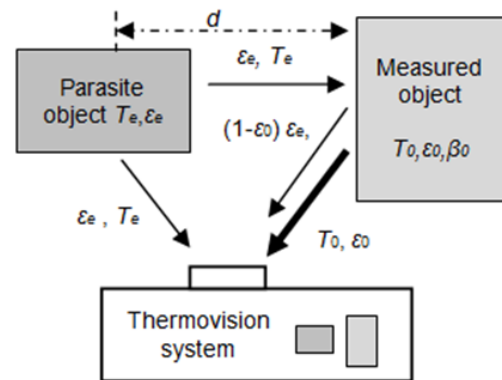 d
εe, Te
Parasite
object Te,εe
Measured
object
(1-ε0) εe,
T0,ε0,β0
εe , Te
T0, ε0
Thermovision
system